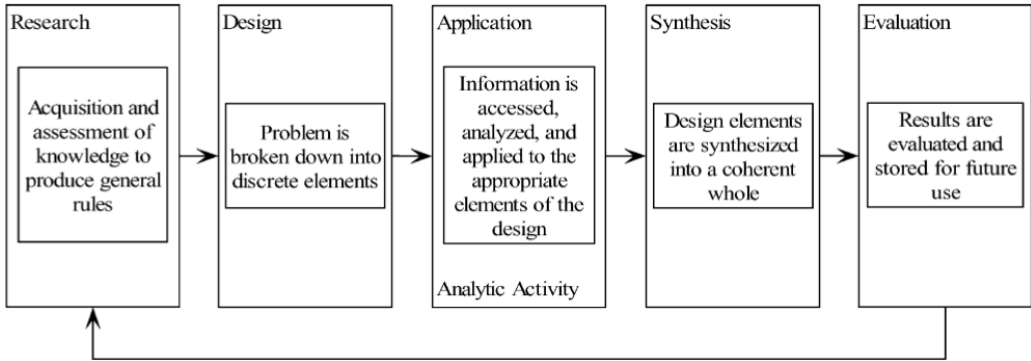 Research
Acquisition and
assessment of
knowledge to
produce general
rules
Design
Problem is
broken down into
discrete elements
Application
Information is
accessed,
analyzed, and
applied to the
appropriate
elements of the
design
Analytic Activity
Synthesis
Design elements
are synthesized
into a coherent
whole
Evaluation
Results are
evaluated and
stored for future
use